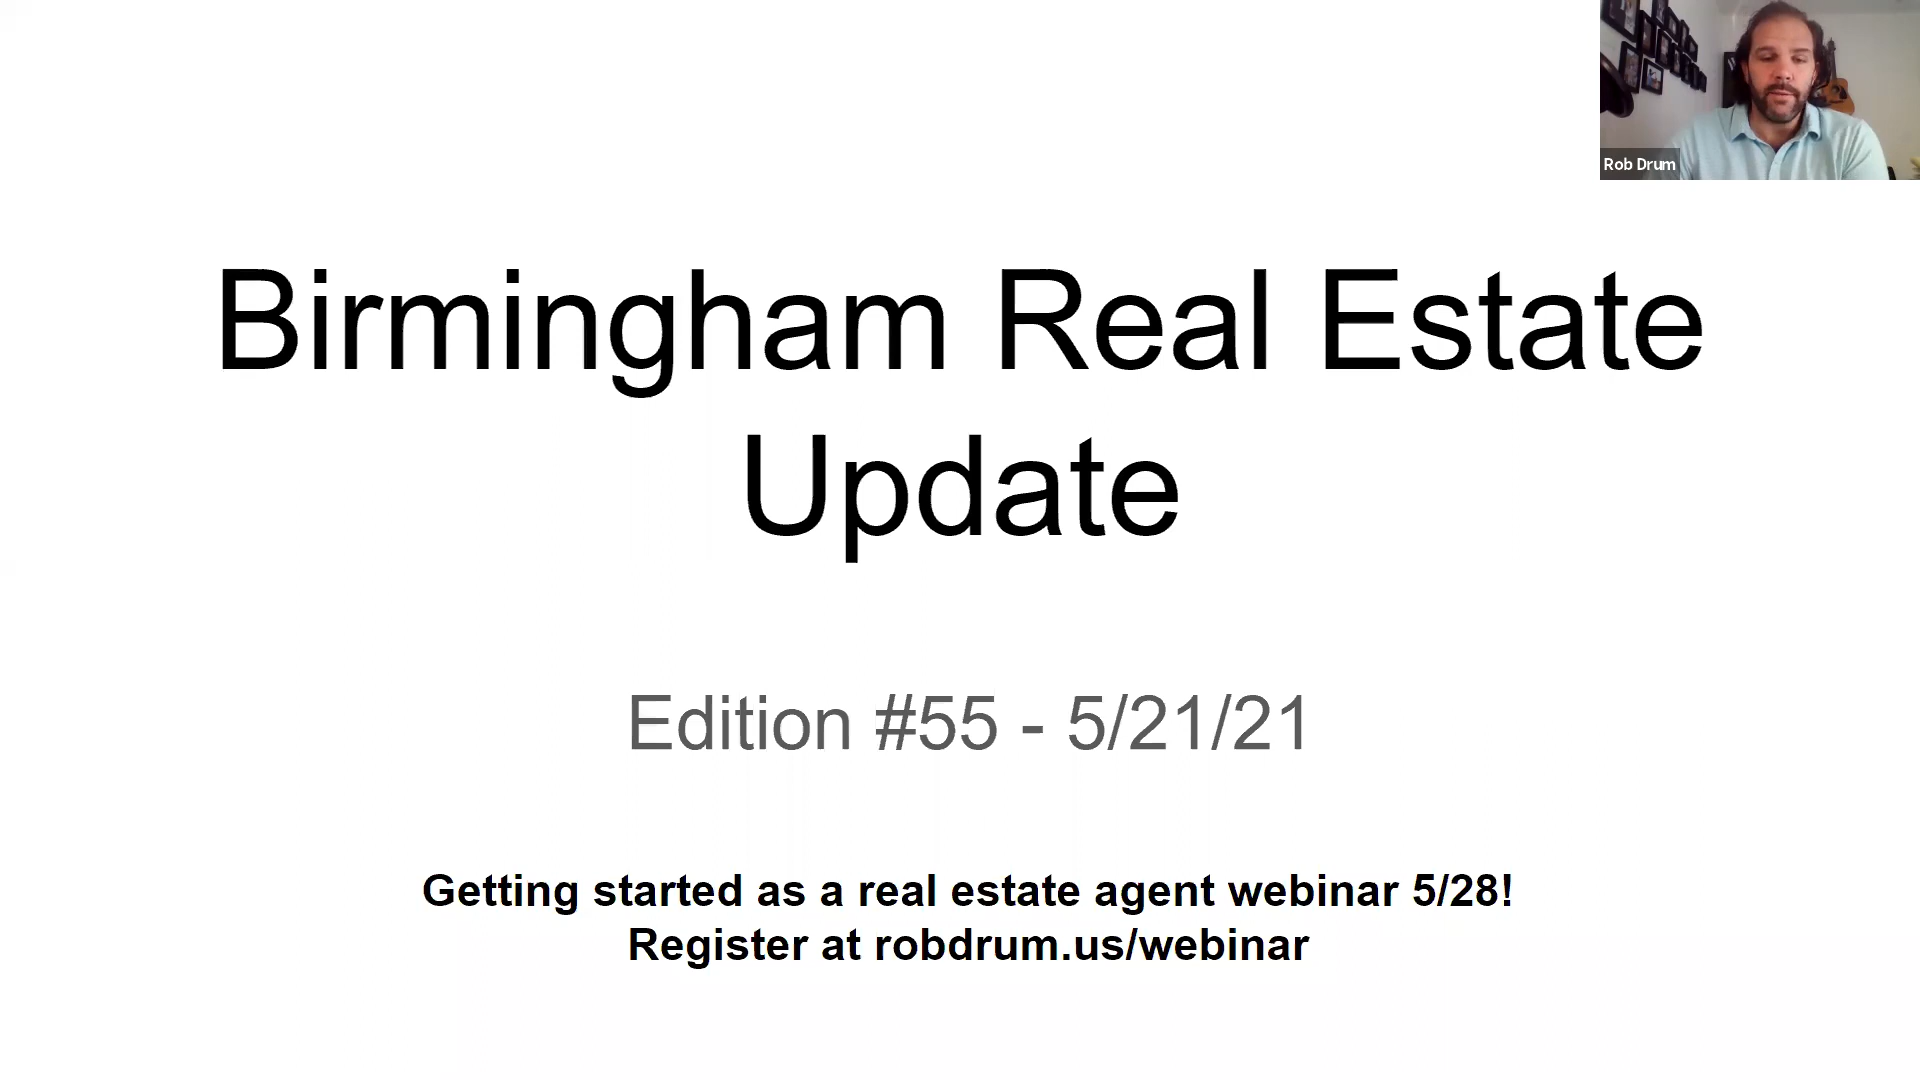 Rob Drum
Birmingham Real Estate
Update
Edition #55 - 5/21/21
Getting started as a real estate agent webinar 5/28!
Register at robdrum.us/webinar